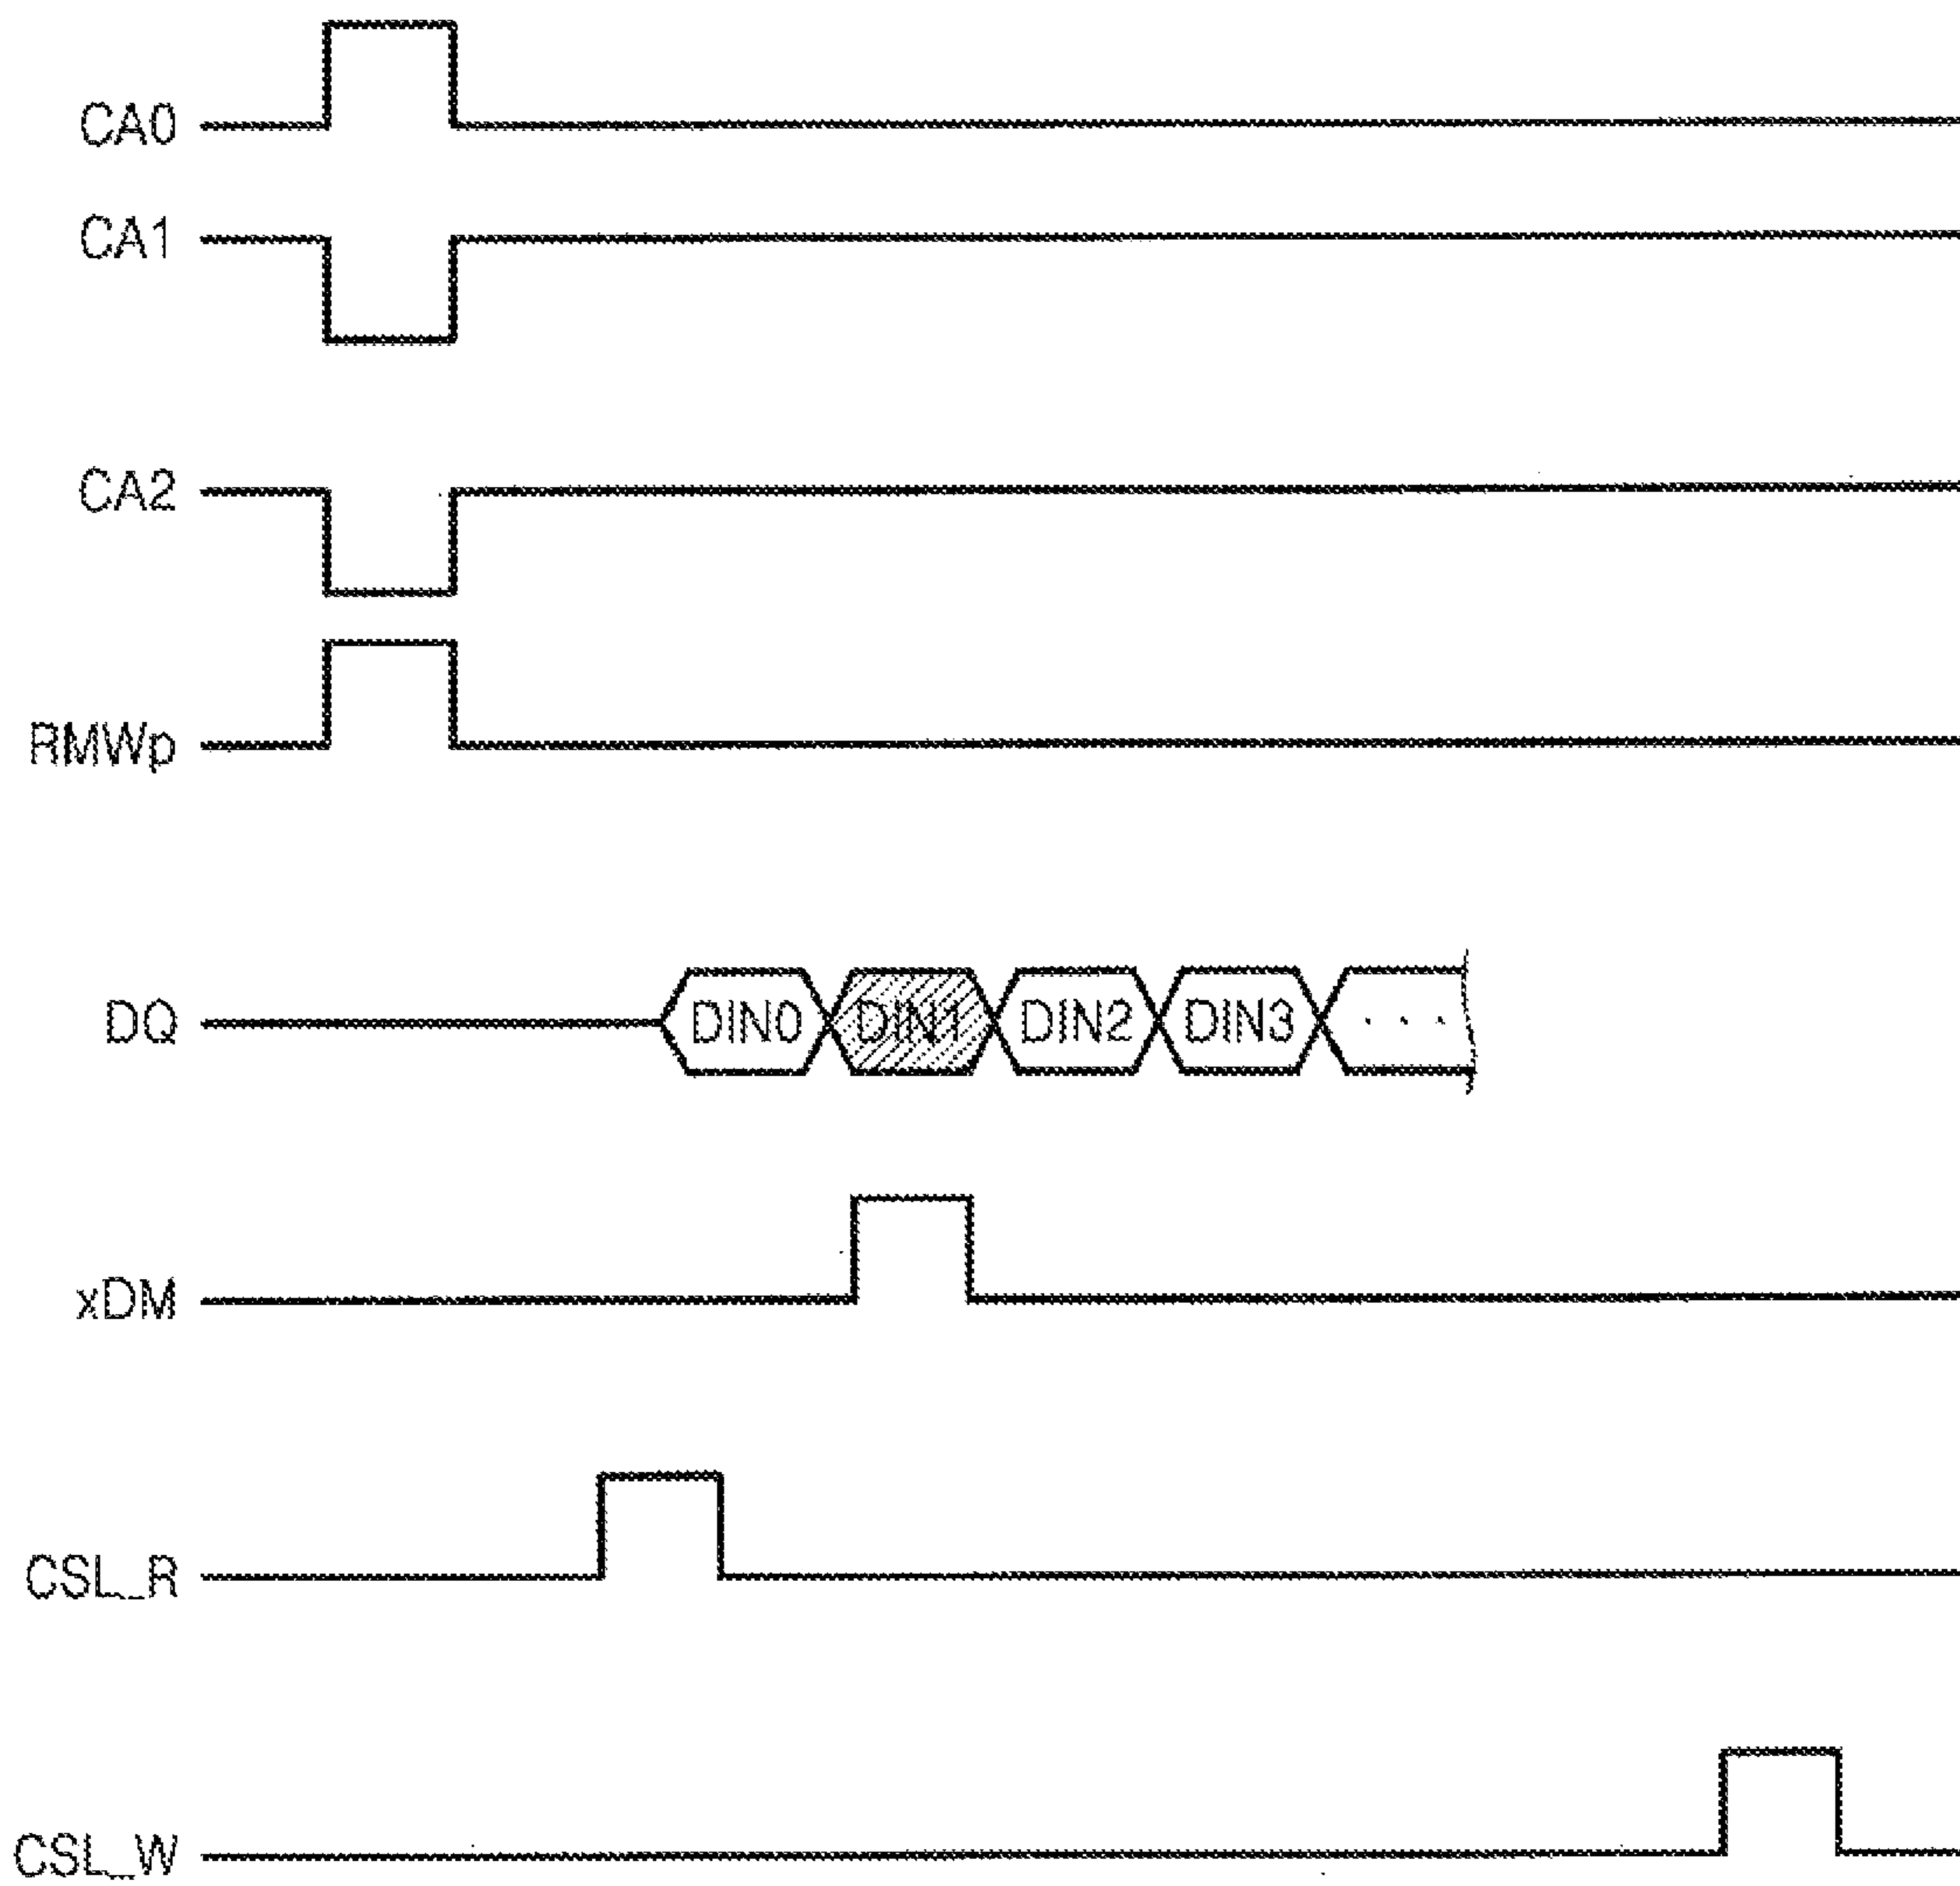 CA0
CA1
CA2
RMWp
DQ DIN0 DIN1 DIN2 DIN3 ...
xDM
CSL_R
CSL_W